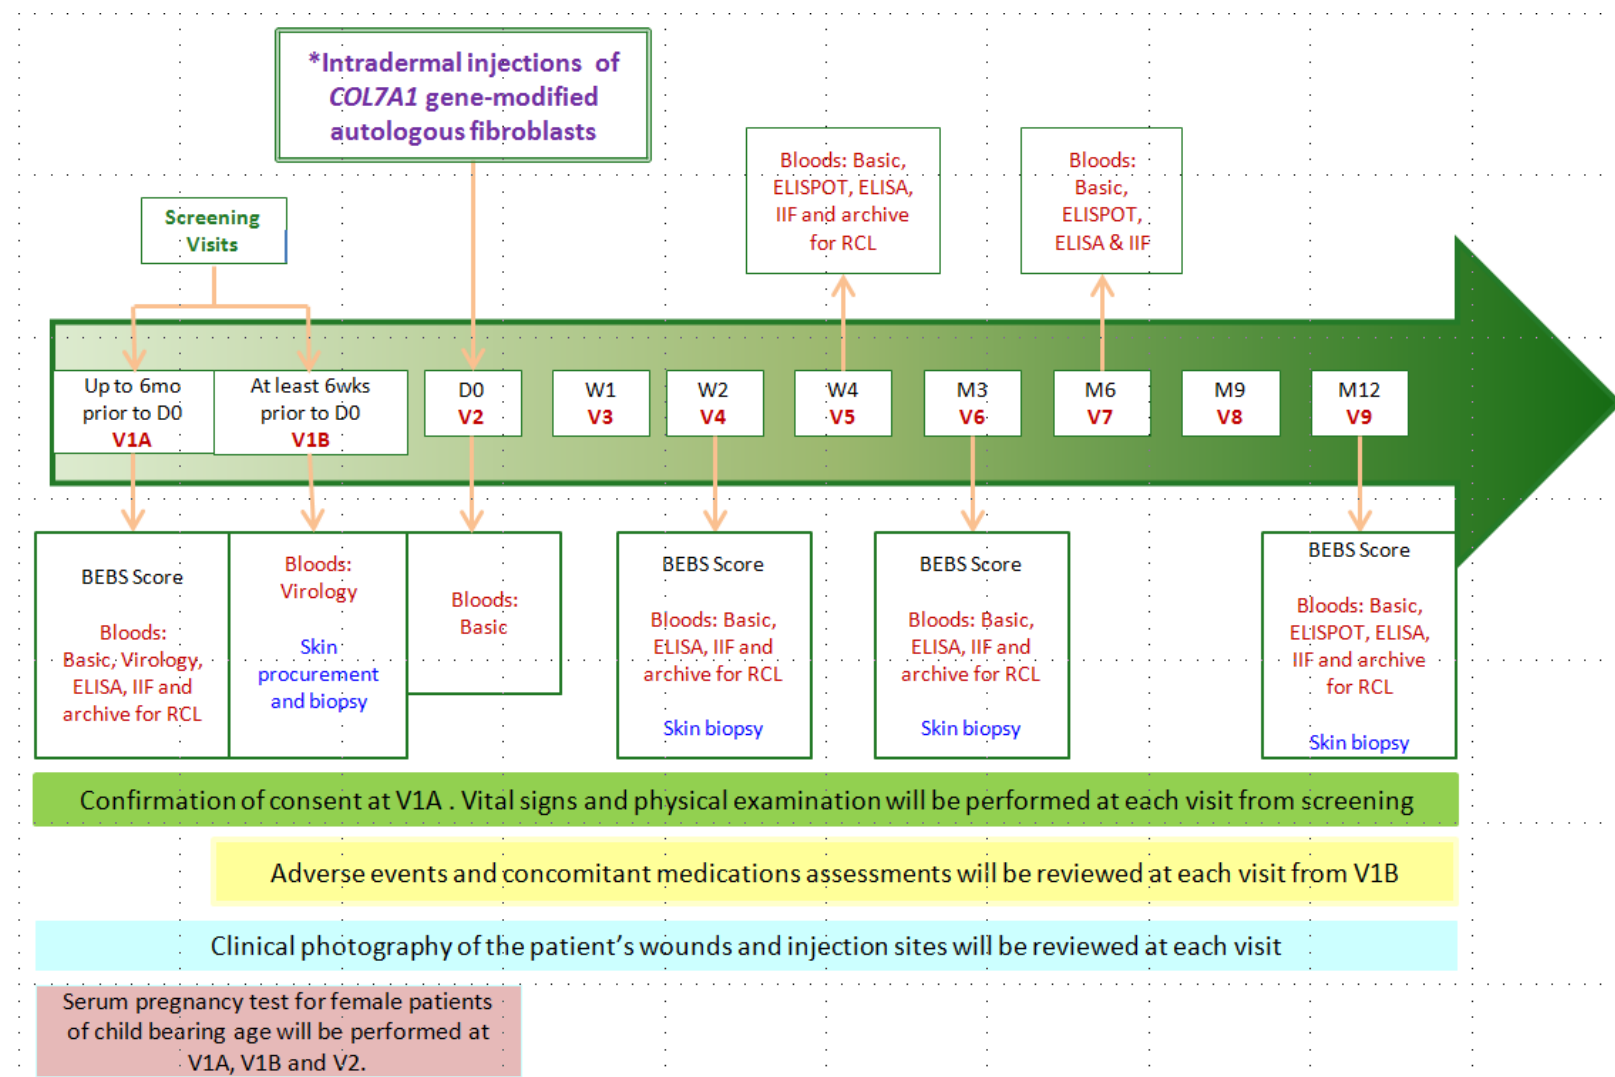 *Intradermal injections of
COL7A1 gene-modified
autologous fibroblasts
Bloods: Basic,
ELISPOT, ELISA,
IIF and archive
for RCL
Bloods:
Basic,
ELISPOT,
ELISA & IIF
Screening
Visits
Up to 6mo
prior to D0
V1A
At least 6wks
prior to D0
V1B
D0
V2
W1
V3
W2
V4
W4
V5
M3
V6
M6
V7
M9
V8
M12
V9
BEBS Score
Bloods:
Basic, Virology,
ELISA, IIF and
archive for RCL
Bloods:
Virology
Skin
procurement
and biopsy
Bloods:
Basic
BEBS Score
Bloods: Basic,
ELISA, IIF and
archive for RCL
Skin biopsy
BEBS Score
Bloods: Basic,
ELISA, IIF and
archive for RCL
Skin biopsy
BEBS Score
Bloods: Basic,
ELISPOT, ELISA,
IIF and archive
for RCL
Skin biopsy
Confirmation of consent at V1A . Vital signs and physical examination will be performed at each visit from screening
Adverse events and concomitant medications assessments will be reviewed at each visit from V1B
Clinical photography of the patient's wounds and injection sites will be reviewed at each visit
Serum pregnancy test for female patients
of child bearing age will be performed at
V1A, V1B and V2.